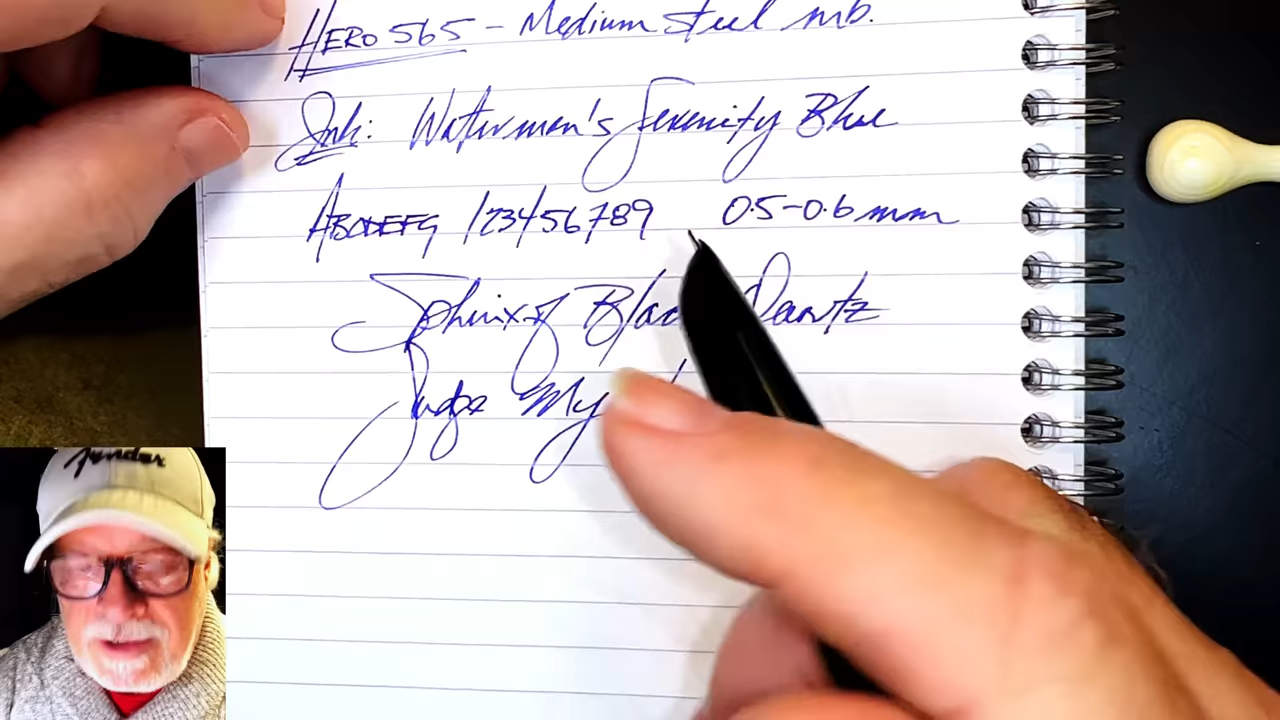 HERO 565 - Medium Steel nib.
Ink: Waterman's Serenity Blue
ABCDEFG 123456789 0.5-0.6 mm
Sphinx of Black Quartz
Judge My
Fender